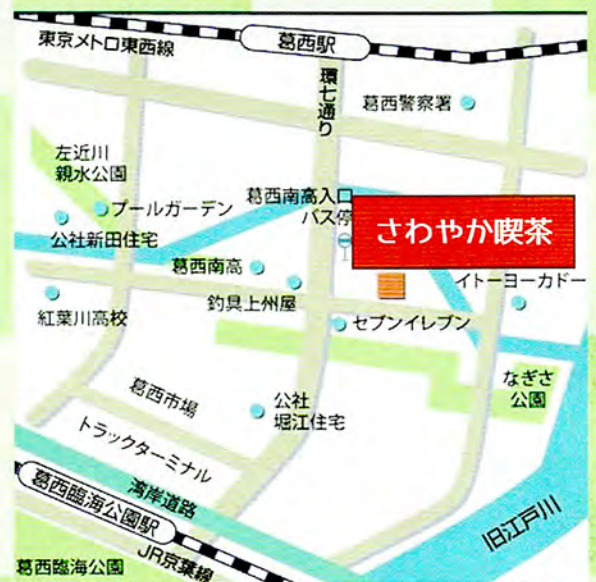 東京メトロ東西線
葛西駅
環七通り
葛西警察署
左近川
親水公園
プールガーデン
葛西南高入口
バス停
さわやか喫茶
公社新田住宅
葛西南高
イトーヨーカドー
釣具上州屋
紅葉川高校
セブンイレブン
なぎさ
公園
葛西市場
公社
堀江住宅
トラックターミナル
湾岸道路
旧江戸川
葛西臨海公園駅
JR京葉線
葛西臨海公園